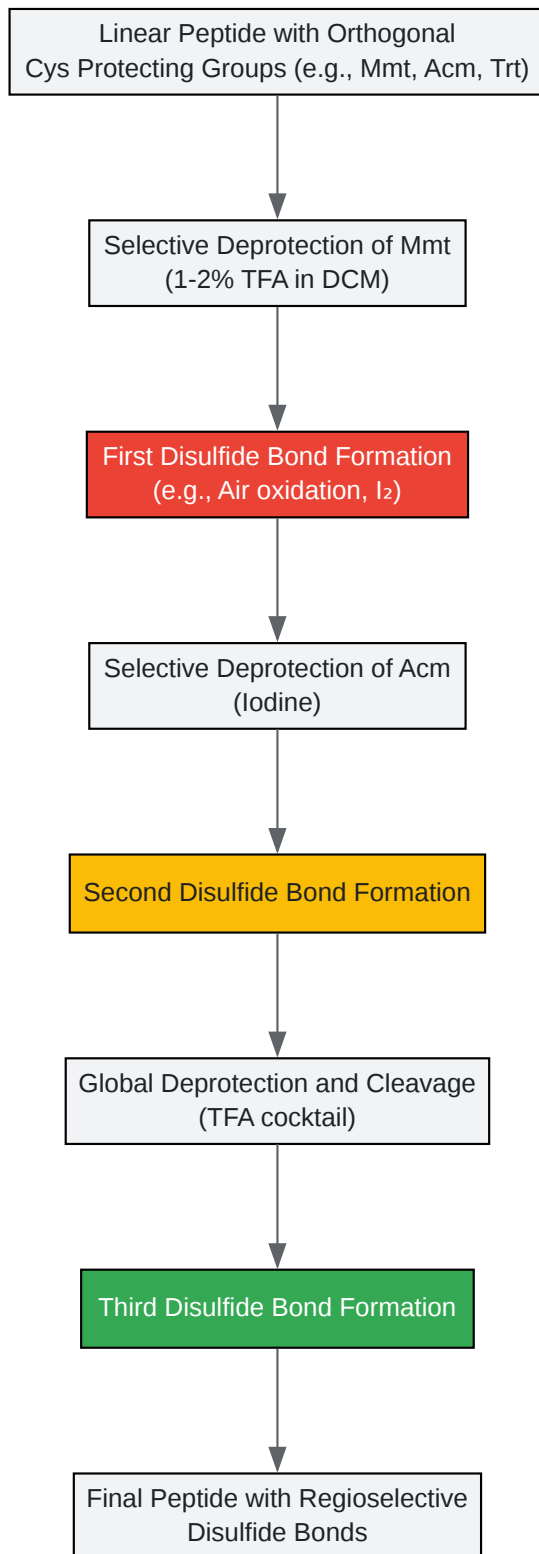 Linear Peptide with Orthogonal
Cys Protecting Groups (e.g., Mmt, Acm, Trt)
Selective Deprotection of Mmt
(1-2% TFA in DCM)
First Disulfide Bond Formation
(e.g., Air oxidation, I₂)
Selective Deprotection of Acm
(Iodine)
Second Disulfide Bond Formation
Global Deprotection and Cleavage
(TFA cocktail)
Third Disulfide Bond Formation
Final Peptide with Regioselective
Disulfide Bonds